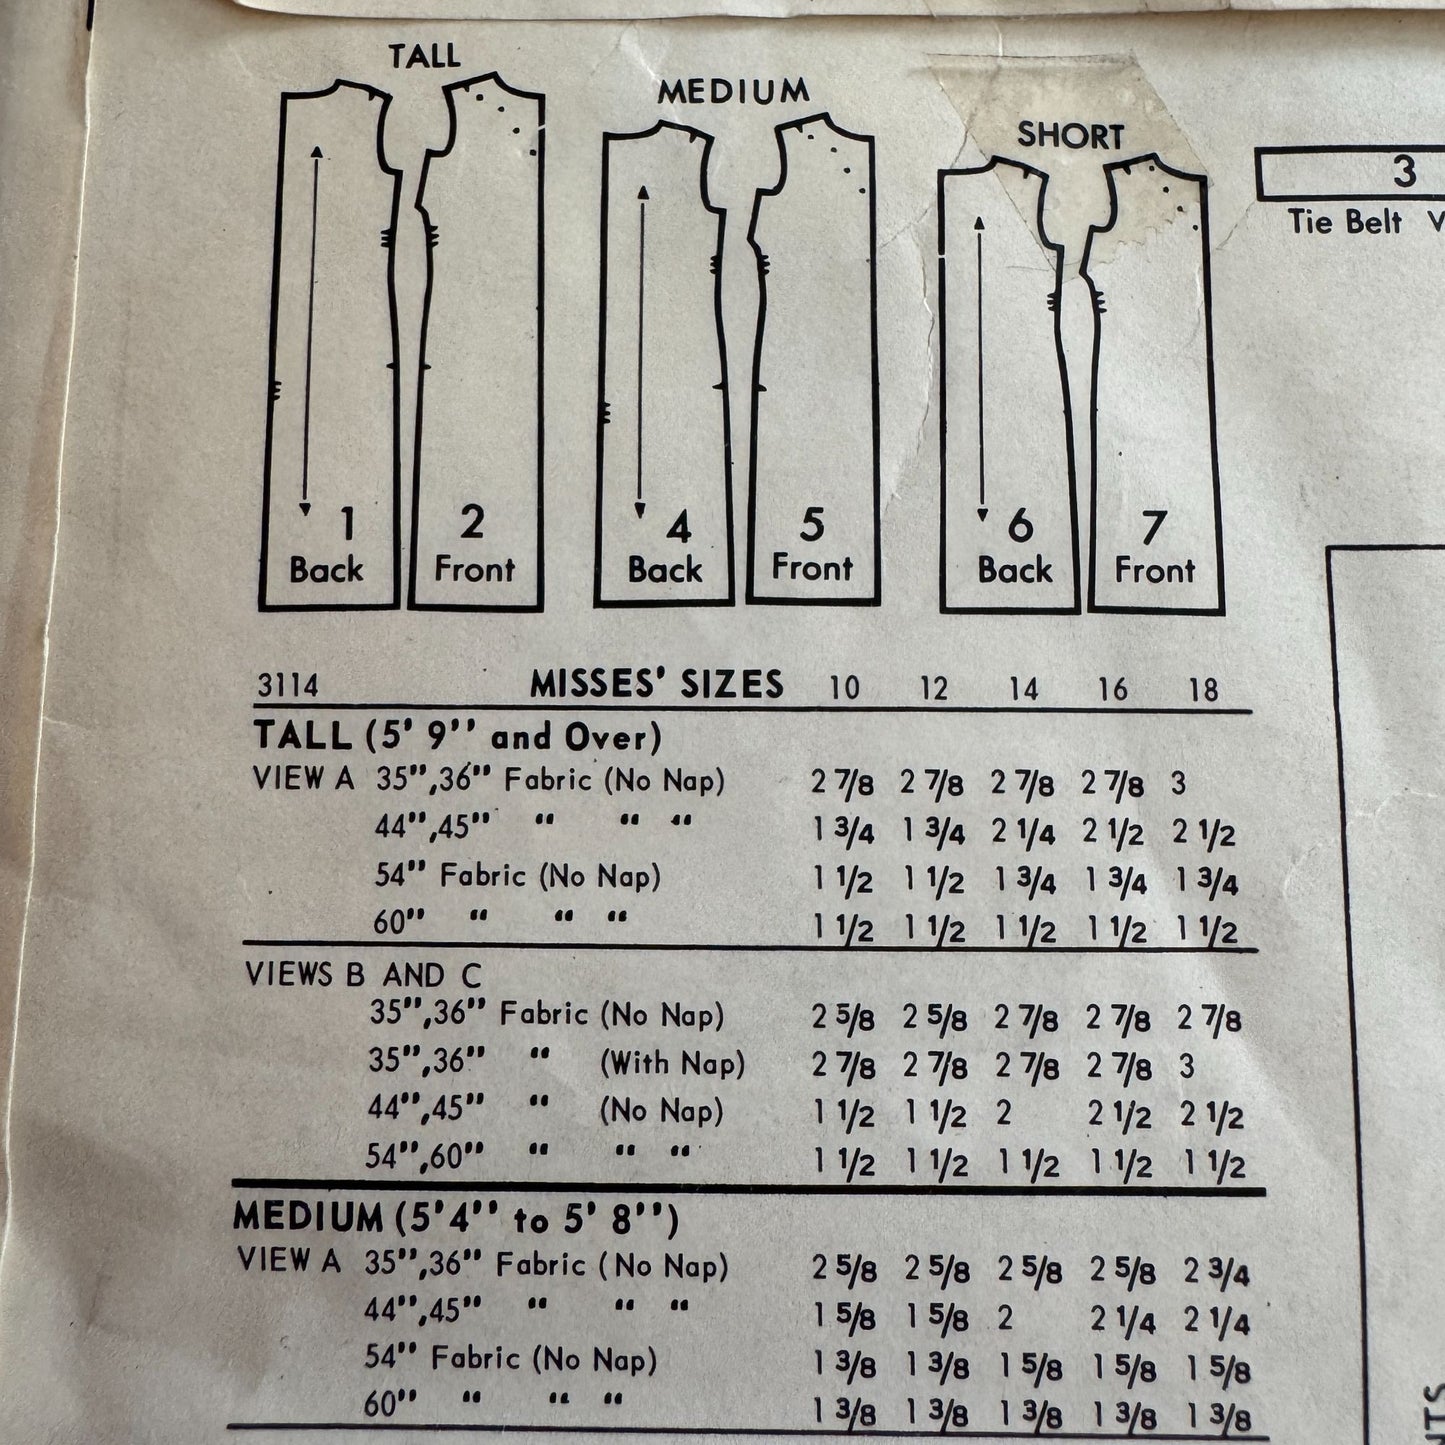 TALL
MEDIUM
SHORT
3
Tie Belt V
1
Back
2
Front
4
Back
5
Front
6
Back
7
Front
3114 MISSES' SIZES 10 12 14 16 18
TALL (5' 9'' and Over)
VIEW A 35'',36'' Fabric (No Nap) 2 7/8 2 7/8 2 7/8 2 7/8 3
44'',45'' " " " 1 3/4 1 3/4 2 1/4 2 1/2 2 1/2
54'' Fabric (No Nap) 1 1/2 1 1/2 1 3/4 1 3/4 1 3/4
60'' " " " 1 1/2 1 1/2 1 1/2 1 1/2 1 1/2
VIEWS B AND C
35'',36'' Fabric (No Nap) 2 5/8 2 5/8 2 7/8 2 7/8 2 7/8
35'',36'' " (With Nap) 2 7/8 2 7/8 2 7/8 2 7/8 3
44'',45'' " (No Nap) 1 1/2 1 1/2 2 2 1/2 2 1/2
54'',60'' " " " 1 1/2 1 1/2 1 1/2 1 1/2 1 1/2
MEDIUM (5'4'' to 5' 8'')
VIEW A 35'',36'' Fabric (No Nap) 2 5/8 2 5/8 2 5/8 2 5/8 2 3/4
44'',45'' " " " 1 5/8 1 5/8 2 2 1/4 2 1/4
54'' Fabric (No Nap) 1 3/8 1 3/8 1 5/8 1 5/8 1 5/8
60'' " " " 1 3/8 1 3/8 1 3/8 1 3/8 1 3/8